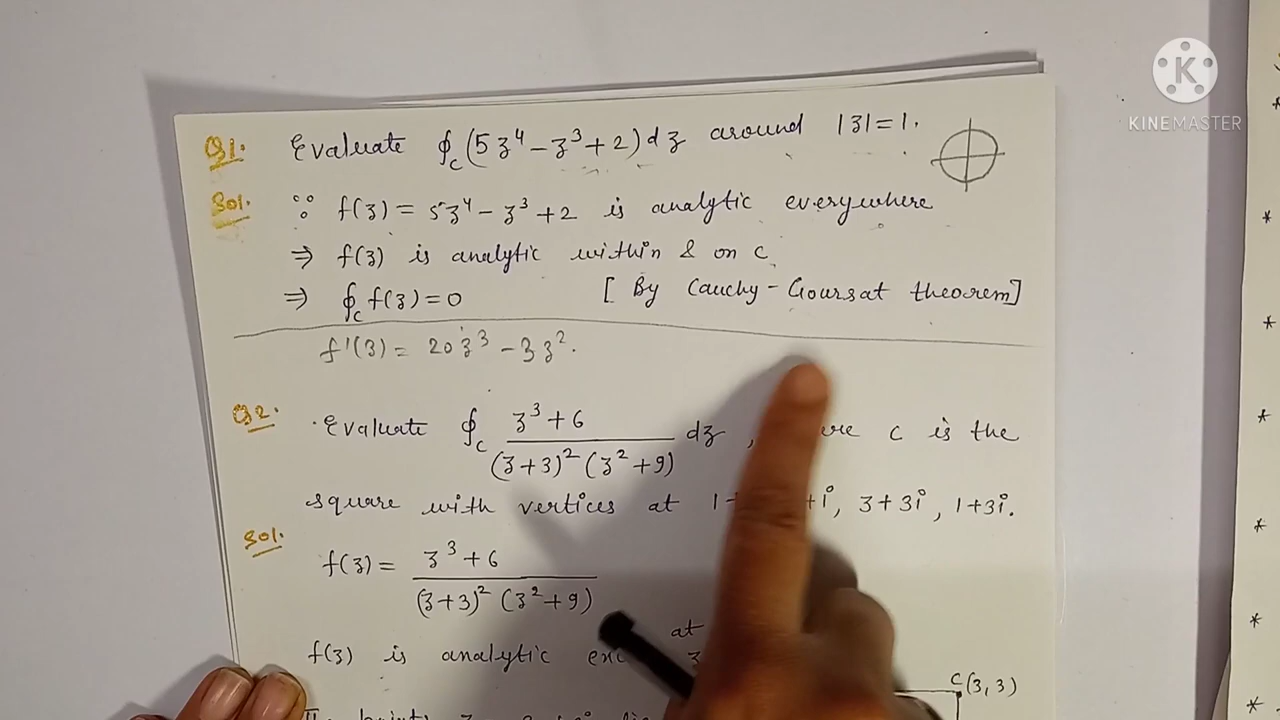 KINEMASTER
Q1. Evaluate ∮c (5z⁴ - z³ + 2) dz around |z| = 1.
Sol. ∵ f(z) = 5z⁴ - z³ + 2 is analytic everywhere
⇒ f(z) is analytic within & on c
⇒ ∮c f(z) = 0 [By Cauchy - Goursat theorem]
f'(z) = 20z³ - 3z².
Q2. Evaluate ∮c (z³ + 6)/((z+3)² (z² + 9)) dz, c is the
square with vertices at 3+3i, 1+3i.
Sol. f(z) = (z³ + 6)/((z+3)² (z² + 9))
f(z) is analytic at
C(3,3)